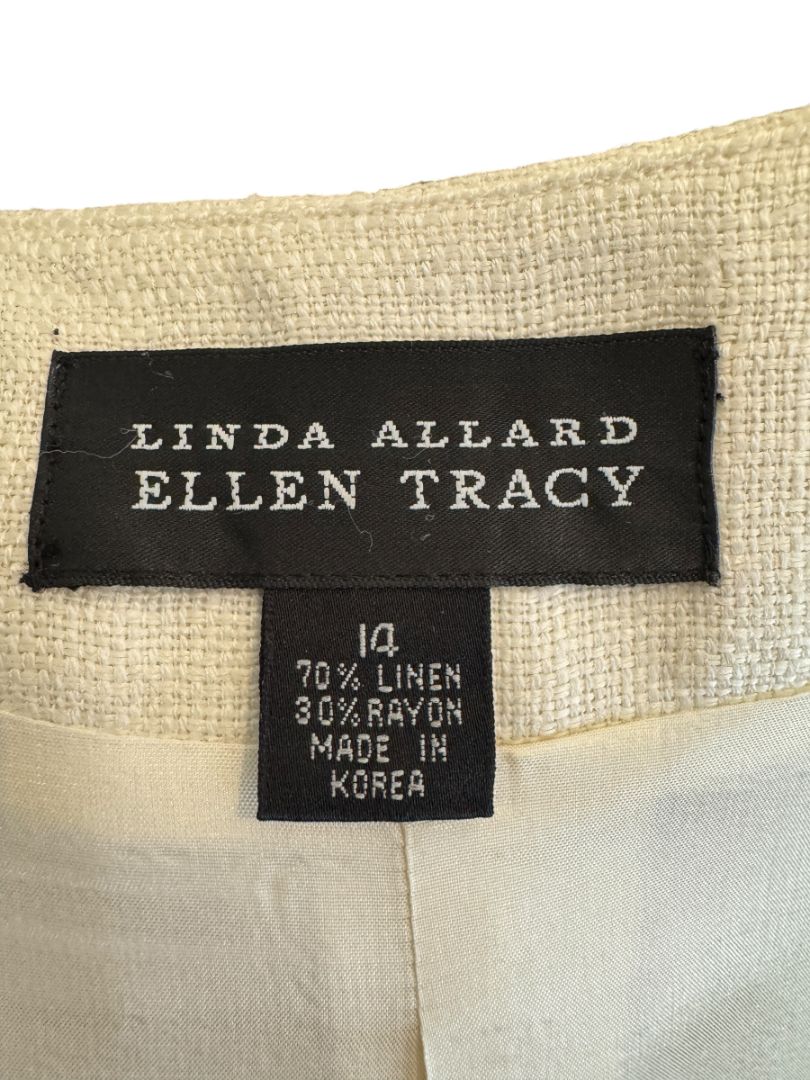 LINDA ALLARD
ELLEN TRACY
14
70% LINEN
30% RAYON
MADE IN
KOREA